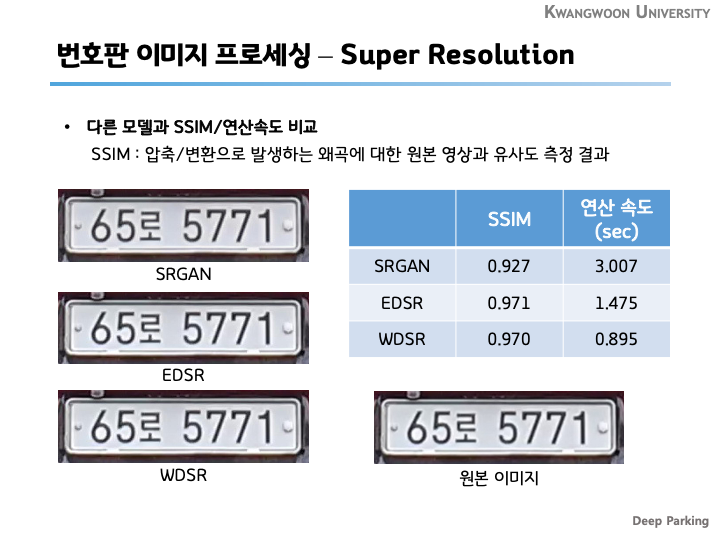 KWANGWOON UNIVERSITY
번호판 이미지 프로세싱 – Super Resolution
• 다른 모델과 SSIM/연산속도 비교
SSIM : 압축/변환으로 발생하는 왜곡에 대한 원본 영상과 유사도 측정 결과
65로 5771
SRGAN
65로 5771
EDSR
65로 5771
WDSR
SSIM 연산 속도
(sec)
SRGAN 0.927 3.007
EDSR 0.971 1.475
WDSR 0.970 0.895
65로 5771
원본 이미지
Deep Parking